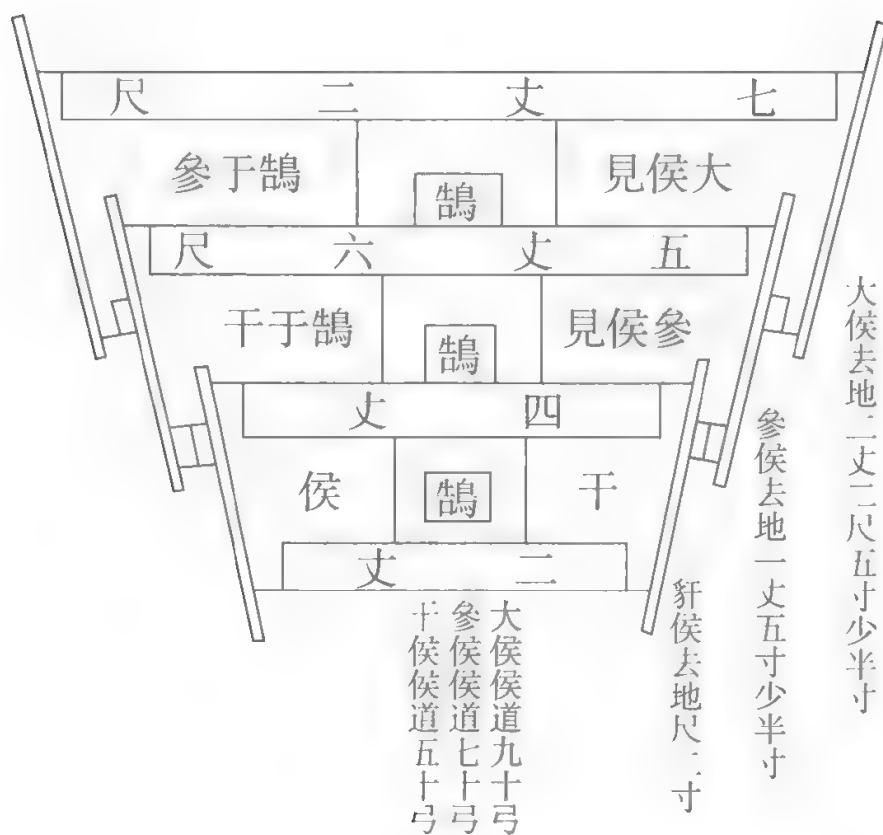 七丈二尺
大侯見
鵠
鵠于參
五丈六尺
參侯見
鵠
鵠于干
四丈
干
鵠
侯
二丈
大侯去地二丈二尺五寸少半寸
參侯去地一丈五寸少半寸
豻侯去地尺二寸
大侯侯道九十弓
參侯侯道七十弓
干侯侯道五十弓